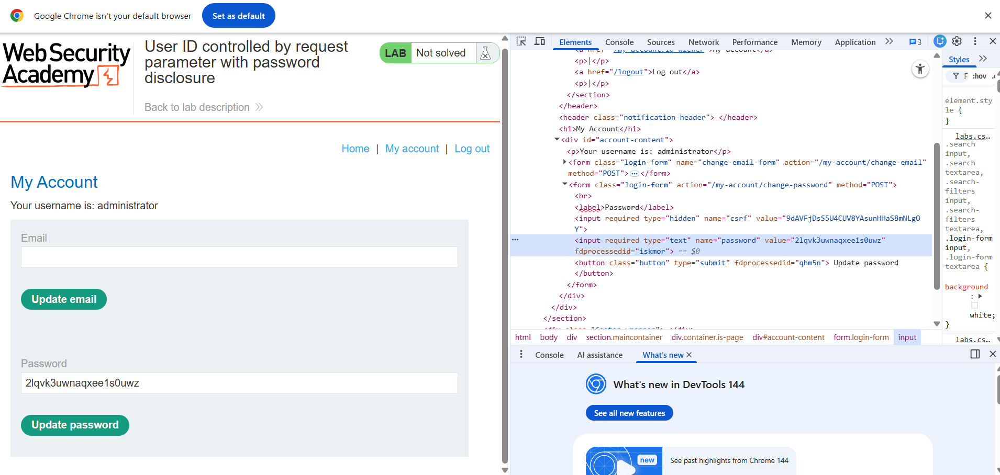 Google Chrome isn't your default browser
Set as default
Web Security
Academy
User ID controlled by request
parameter with password
disclosure
LAB
Not solved
Back to lab description
Home | My account | Log out
My Account
Your username is: administrator
Email
Update email
Password
2lqvk3uwnaqxee1s0uwz
Update password
Elements
Console
Sources
Network
Performance
Memory
Application
3
<p>|</p>
<a href="/logout">Log out</a>
<p>|</p>
</section>
</header>
<header class="notification-header"> </header>
<h1>My Account</h1>
<div id="account-content">
<p>Your username is: administrator</p>
<form class="login-form" name="change-email-form" action="/my-account/change-email"
method="POST"> … </form>
<form class="login-form" action="/my-account/change-password" method="POST">
<br>
<label>Password</label>
<input required type="hidden" name="csrf" value="9dAVFjDsS5U4CUV8YAsunHHaS8mNLgO
Y">
<input required type="text" name="password" value="2lqvk3uwnaqxee1s0uwz"
fdprocessedid="iskmor"> == $0
<button class="button" type="submit" fdprocessedid="qhm5n"> Update password
</button>
</form>
</div>
</div>
</section>
html body div section.maincontainer div.container.is-page div#account-content form.login-form input
Styles
F :hov
element.sty
le {
}
labs.cs…
.search
input,
.search
textarea,
.search-
filters
input,
.search-
filters
textarea,
.login-form
input,
.login-form
textarea {
background
:
white;
}
labs.cs…
Console
AI assistance
What's new
What's new in DevTools 144
See all new features
new
See past highlights from Chrome 144